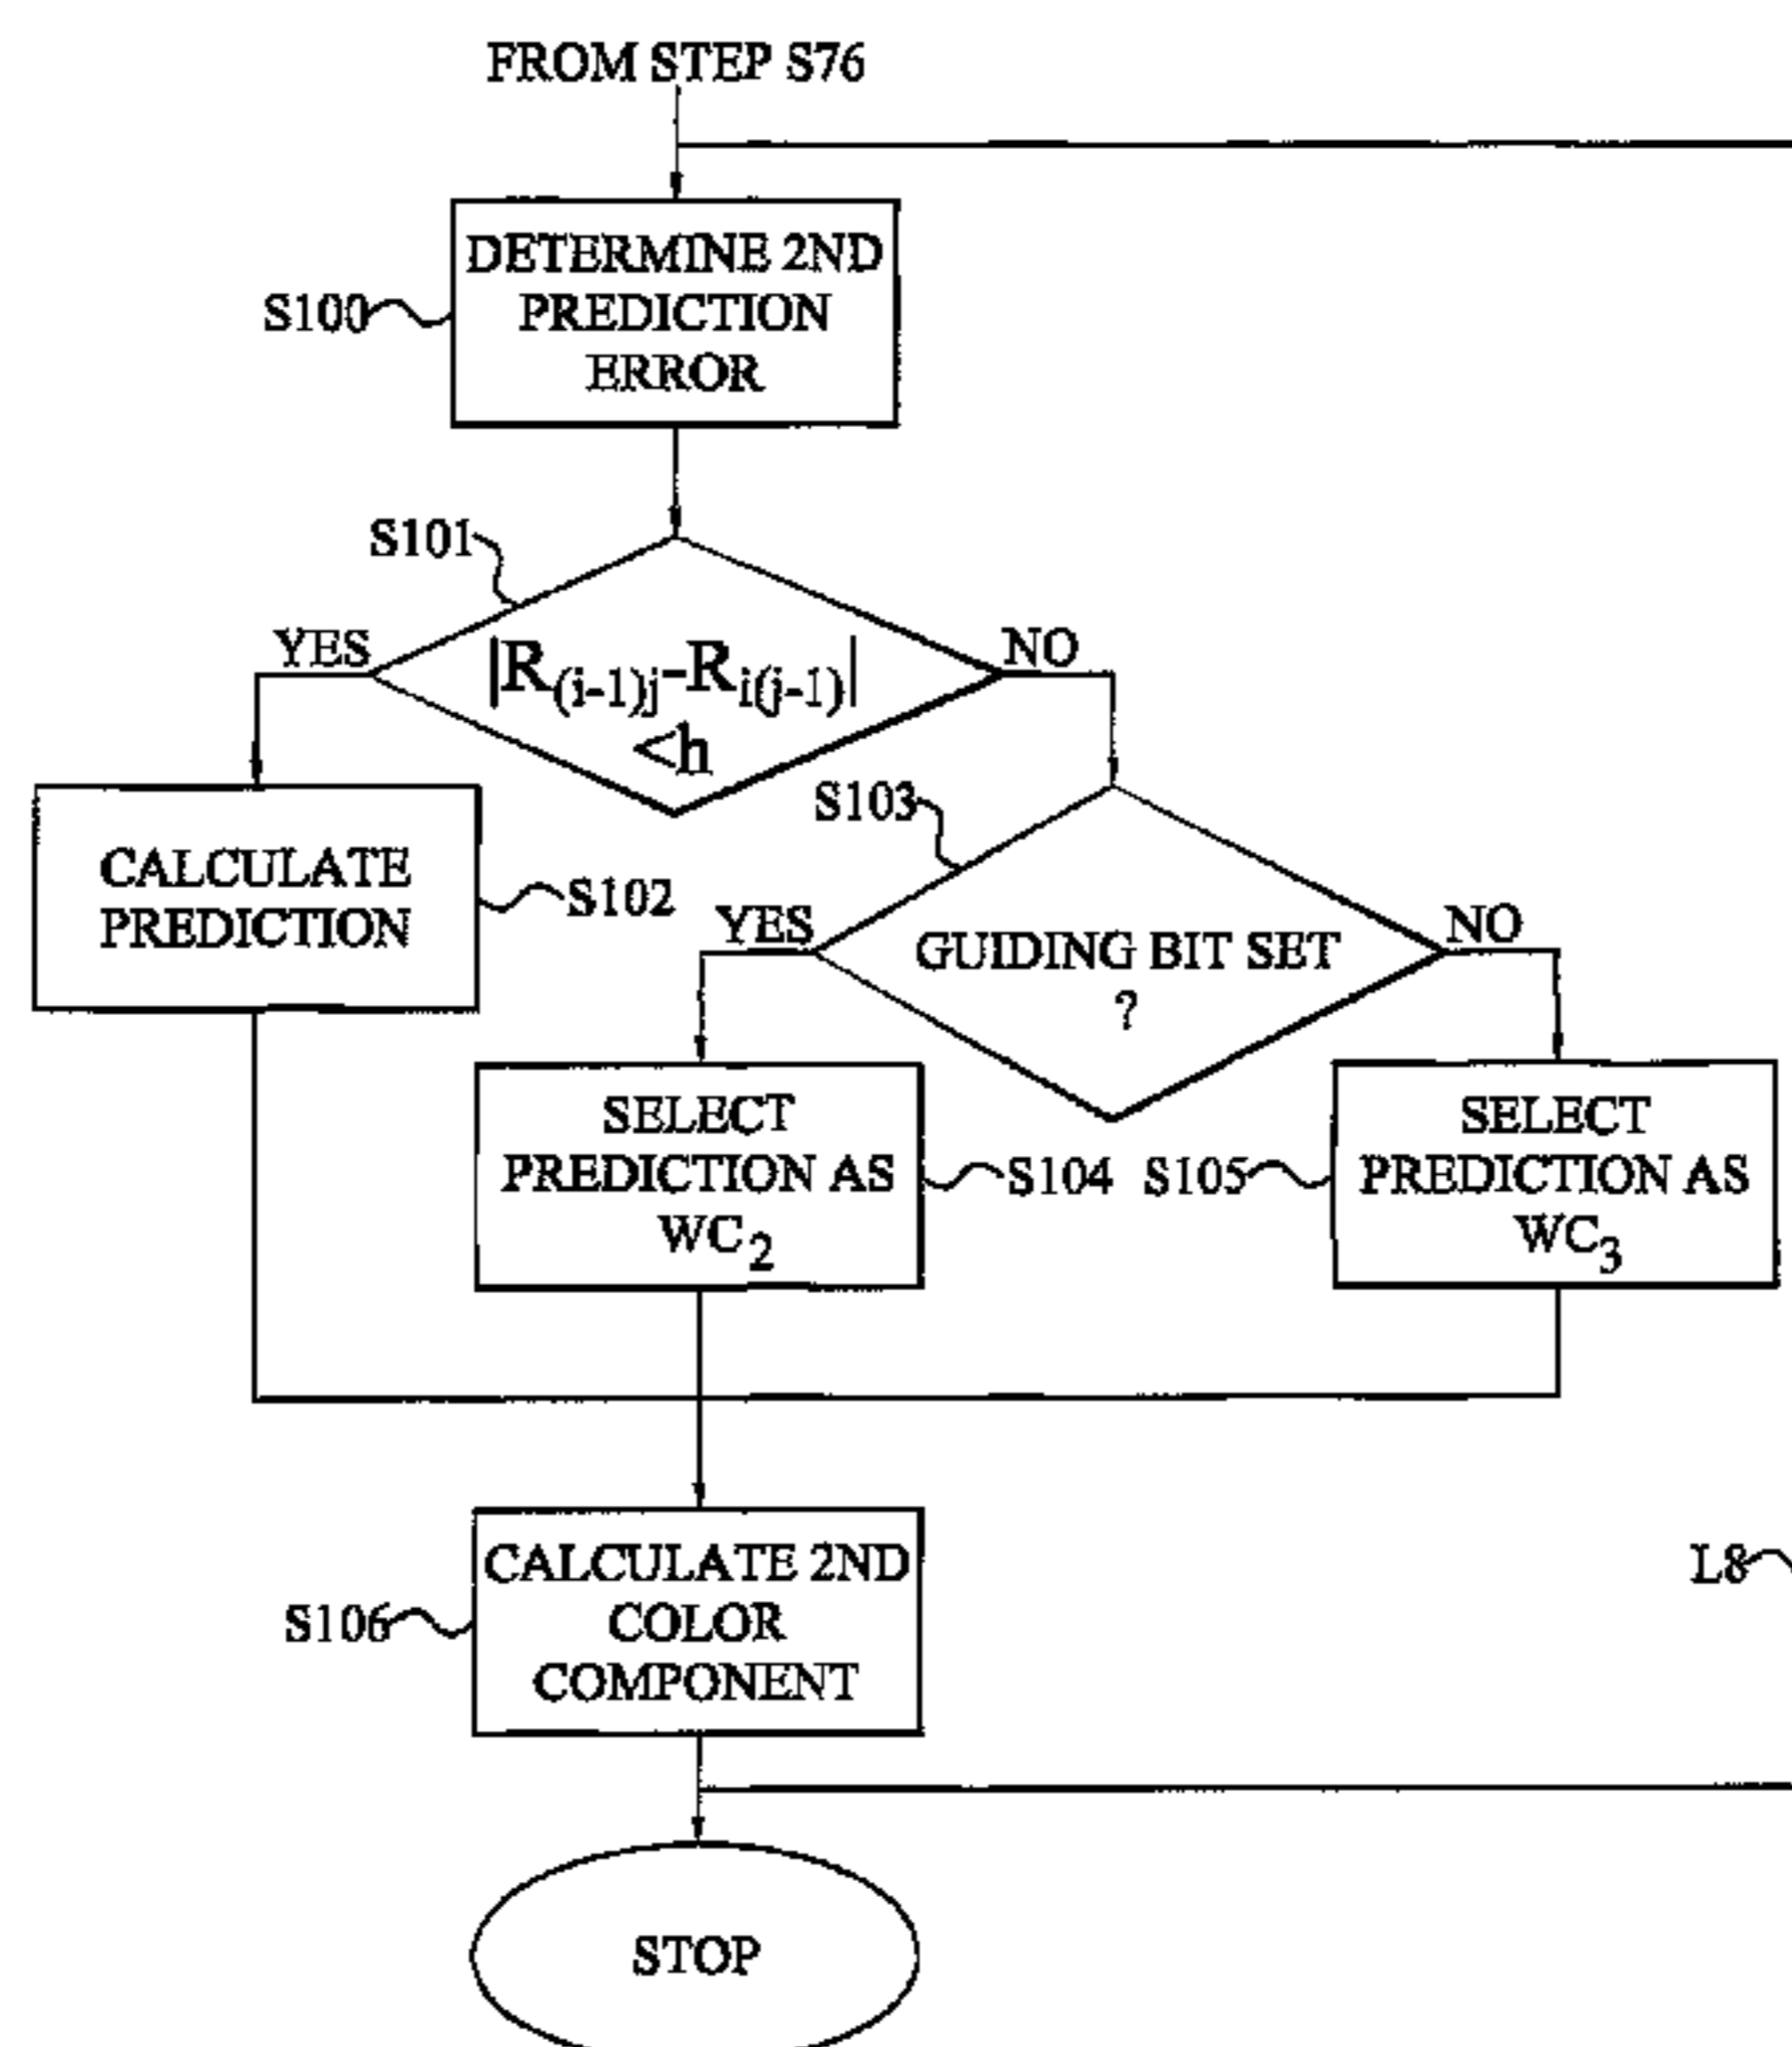 FROM STEP S76
DETERMINE 2ND
PREDICTION
ERROR
S100
S101
YES
|R(i-1)j-Ri(j-1)|
<h
NO
CALCULATE
PREDICTION
S102
S103
YES
GUIDING BIT SET
?
NO
SELECT
PREDICTION AS
WC2
S104
S105
SELECT
PREDICTION AS
WC3
CALCULATE 2ND
COLOR
COMPONENT
S106
L8
STOP